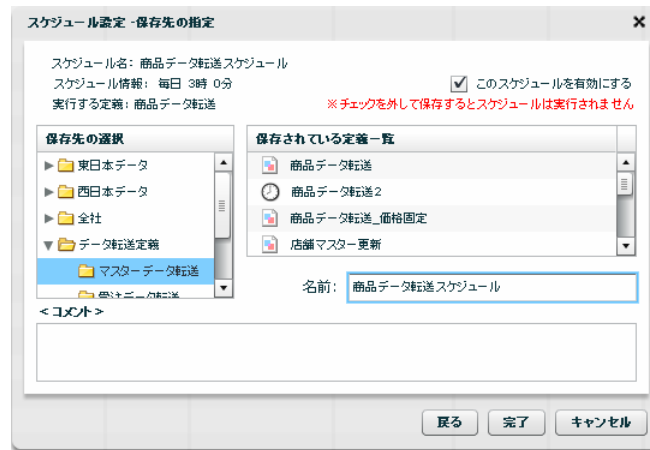 スケジュール設定 -保存先の指定
スケジュール名: 商品データ転送スケジュール
スケジュール情報: 毎日 3時 0分
このスケジュールを有効にする
実行する定義: 商品データ転送
※チェックを外して保存するとスケジュールは実行されません
保存先の選択
保存されている定義一覧
東日本データ
商品データ転送
西日本データ
商品データ転送2
全社
商品データ転送_価格固定
データ転送定義
店舗マスター更新
マスターデータ転送
受注データ転送
名前: 商品データ転送スケジュール
<コメント>
戻る
完了
キャンセル